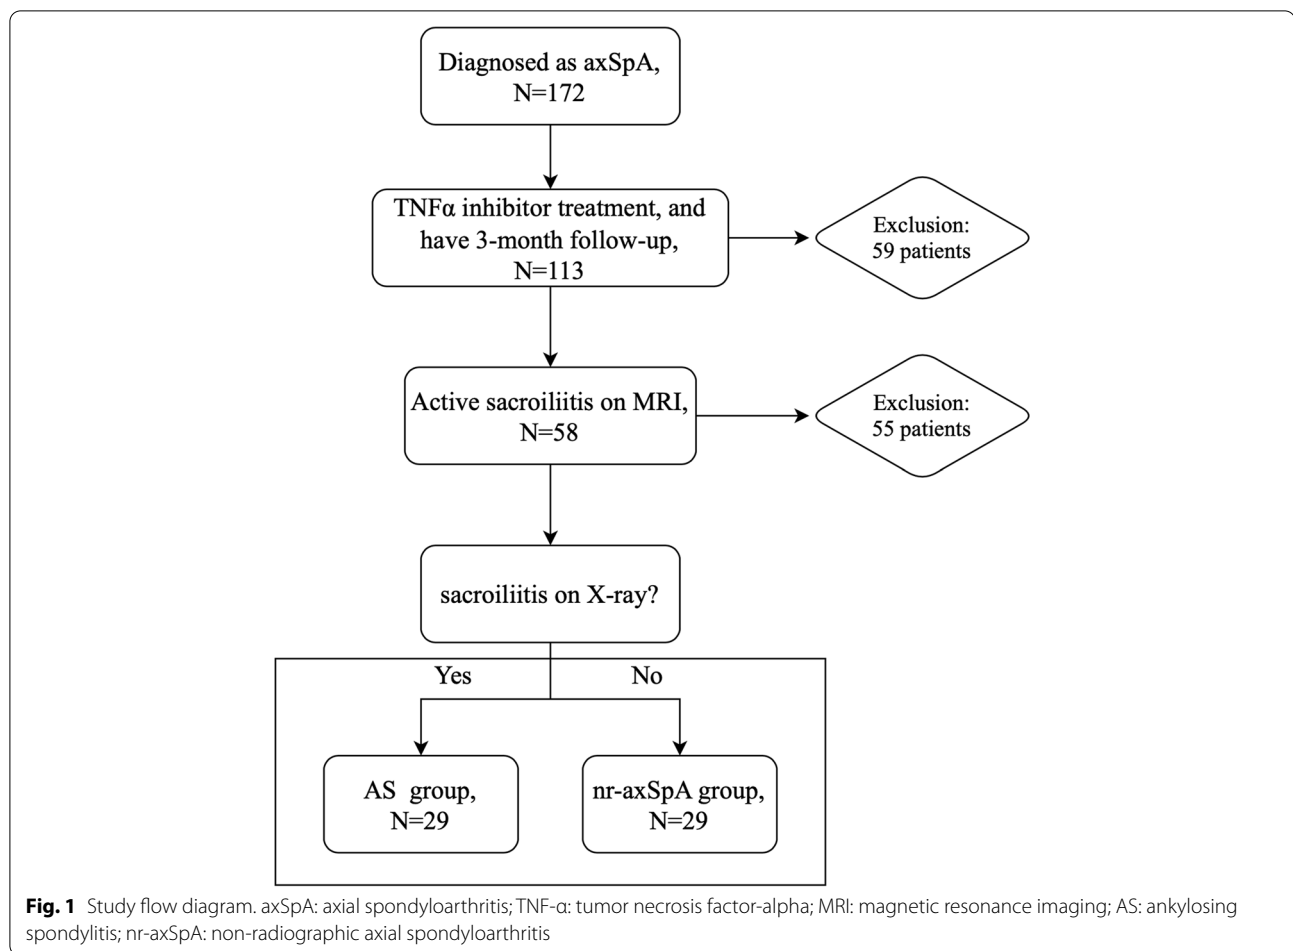 Diagnosed as axSpA,
N=172
TNFα inhibitor treatment, and
have 3-month follow-up,
N=113
Exclusion:
59 patients
Active sacroiliitis on MRI,
N=58
Exclusion:
55 patients
sacroiliitis on X-ray?
Yes
No
AS group,
N=29
nr-axSpA group,
N=29
Fig. 1 Study flow diagram. axSpA: axial spondyloarthritis; TNF-α: tumor necrosis factor-alpha; MRI: magnetic resonance imaging; AS: ankylosing
spondylitis; nr-axSpA: non-radiographic axial spondyloarthritis